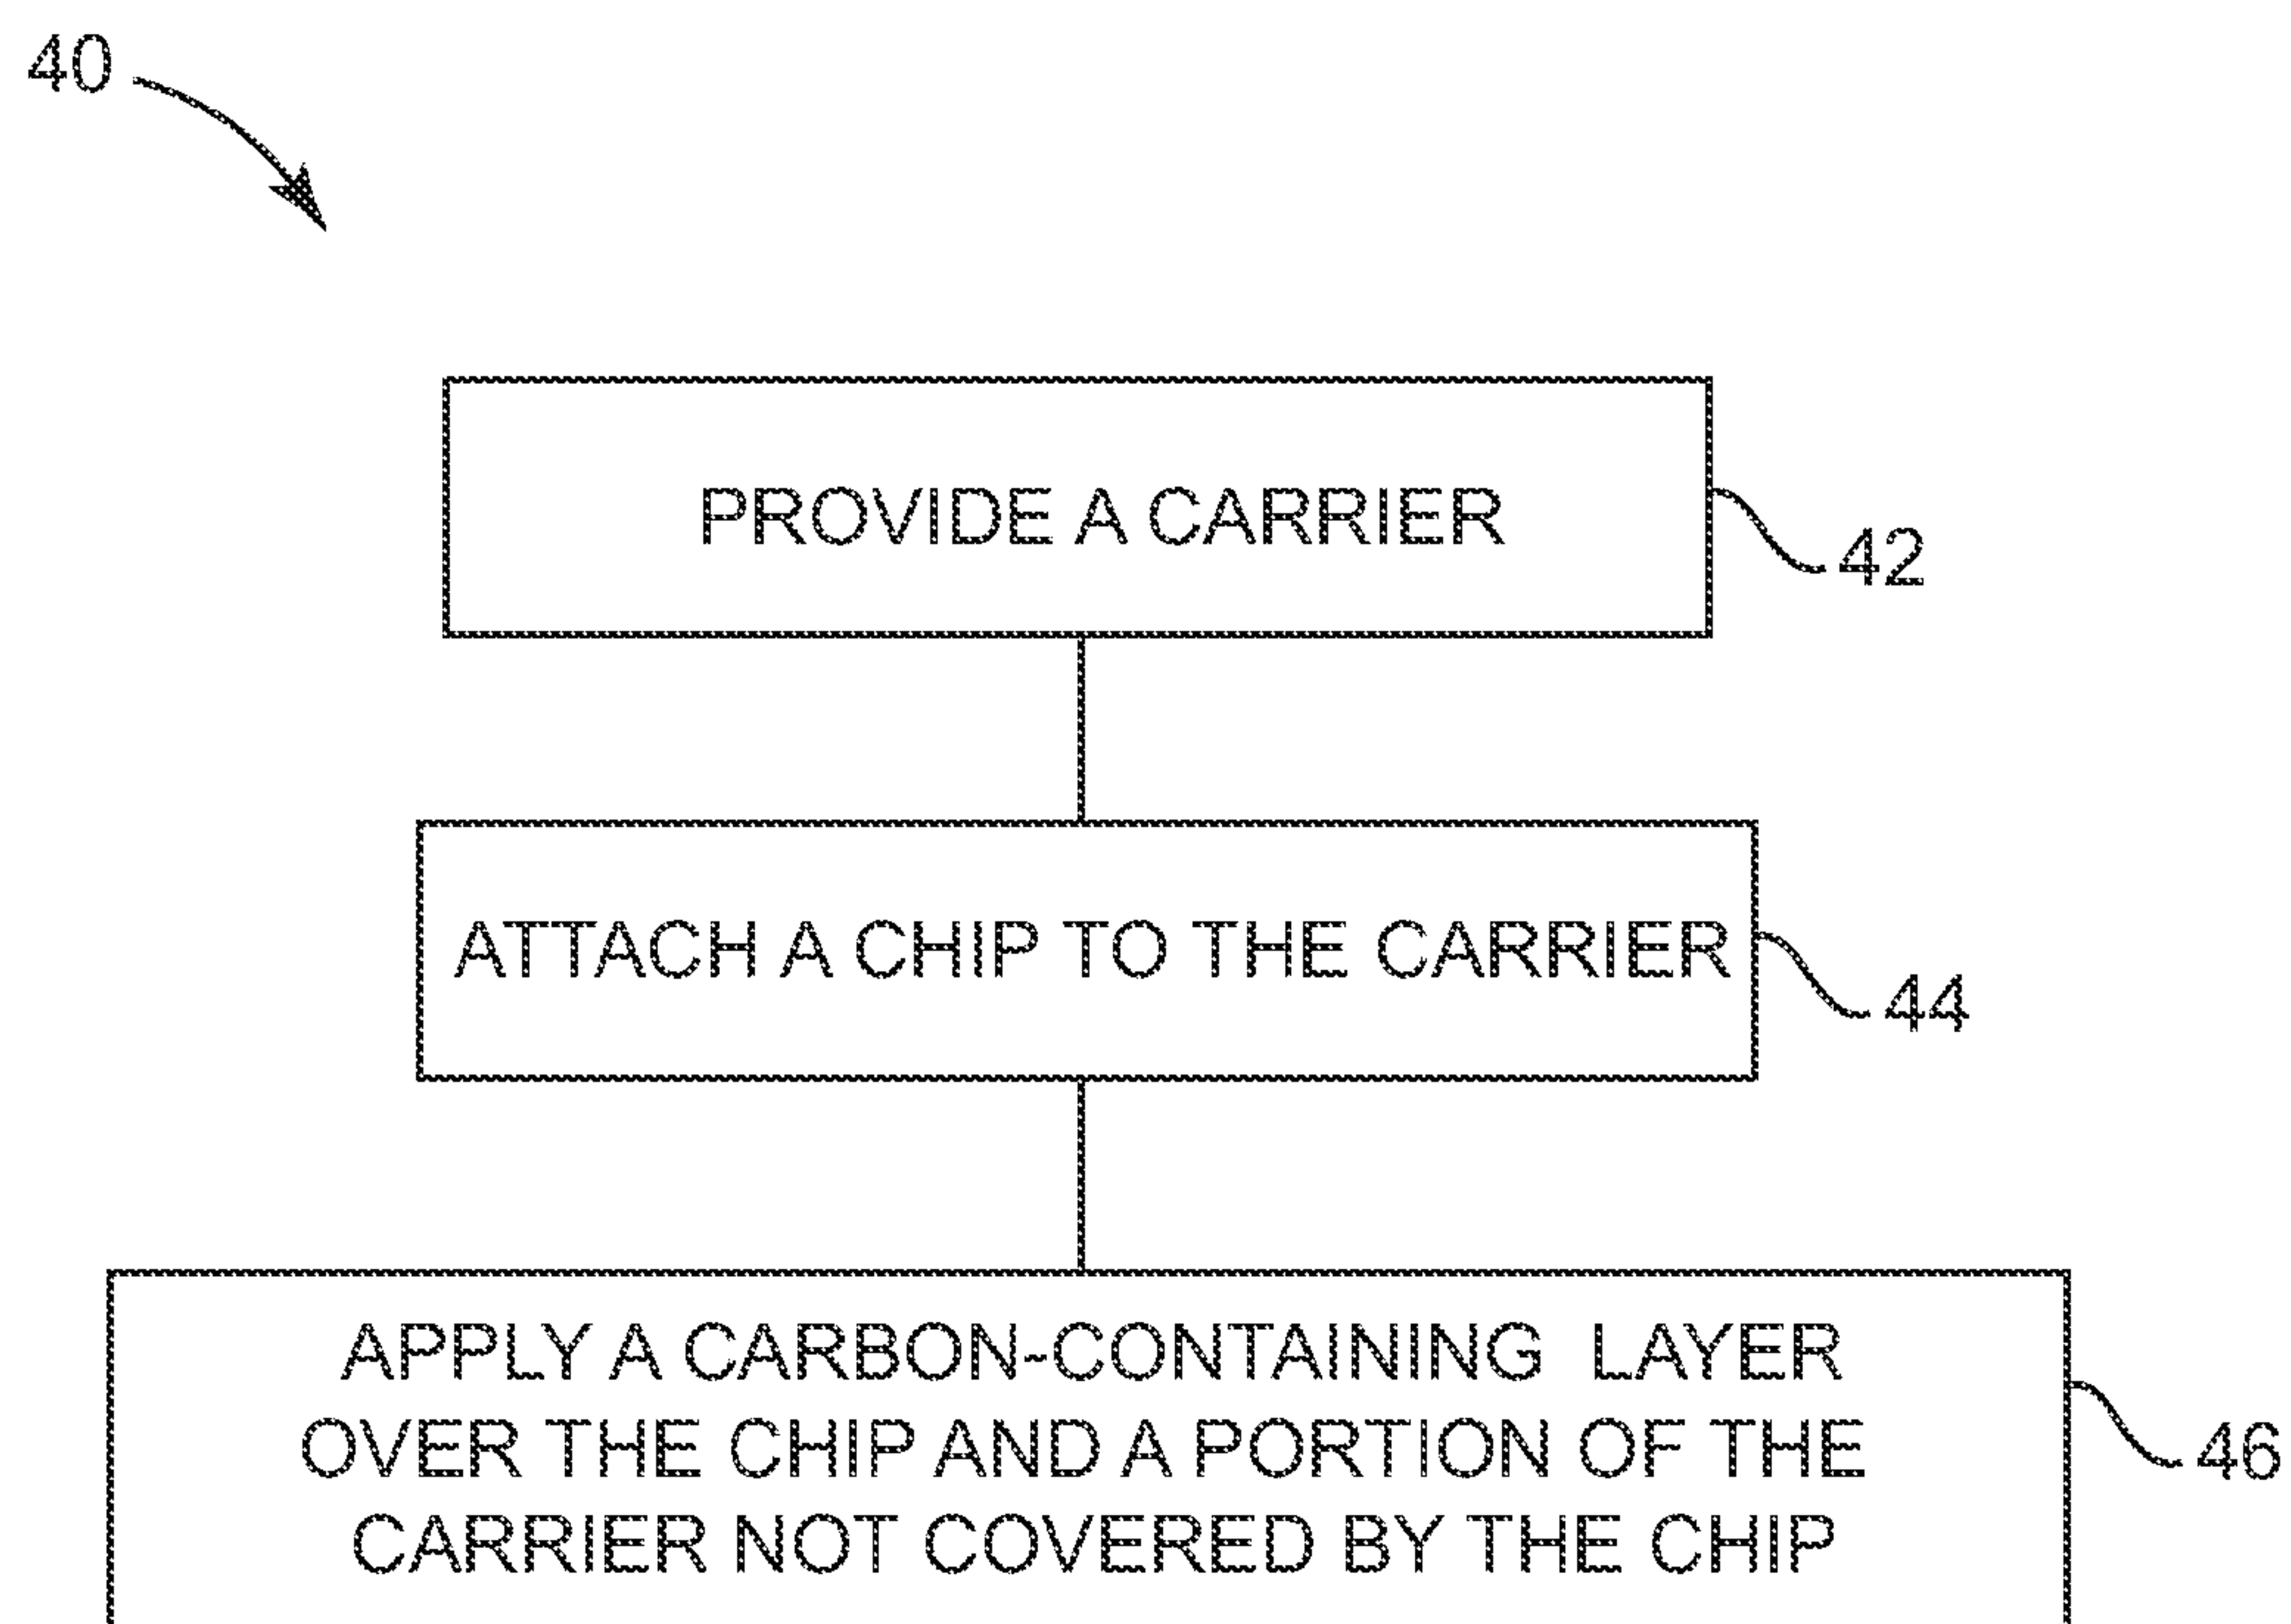 40
PROVIDE A CARRIER
42
ATTACH A CHIP TO THE CARRIER
44
APPLY A CARBON-CONTAINING LAYER
OVER THE CHIP AND A PORTION OF THE
CARRIER NOT COVERED BY THE CHIP
46